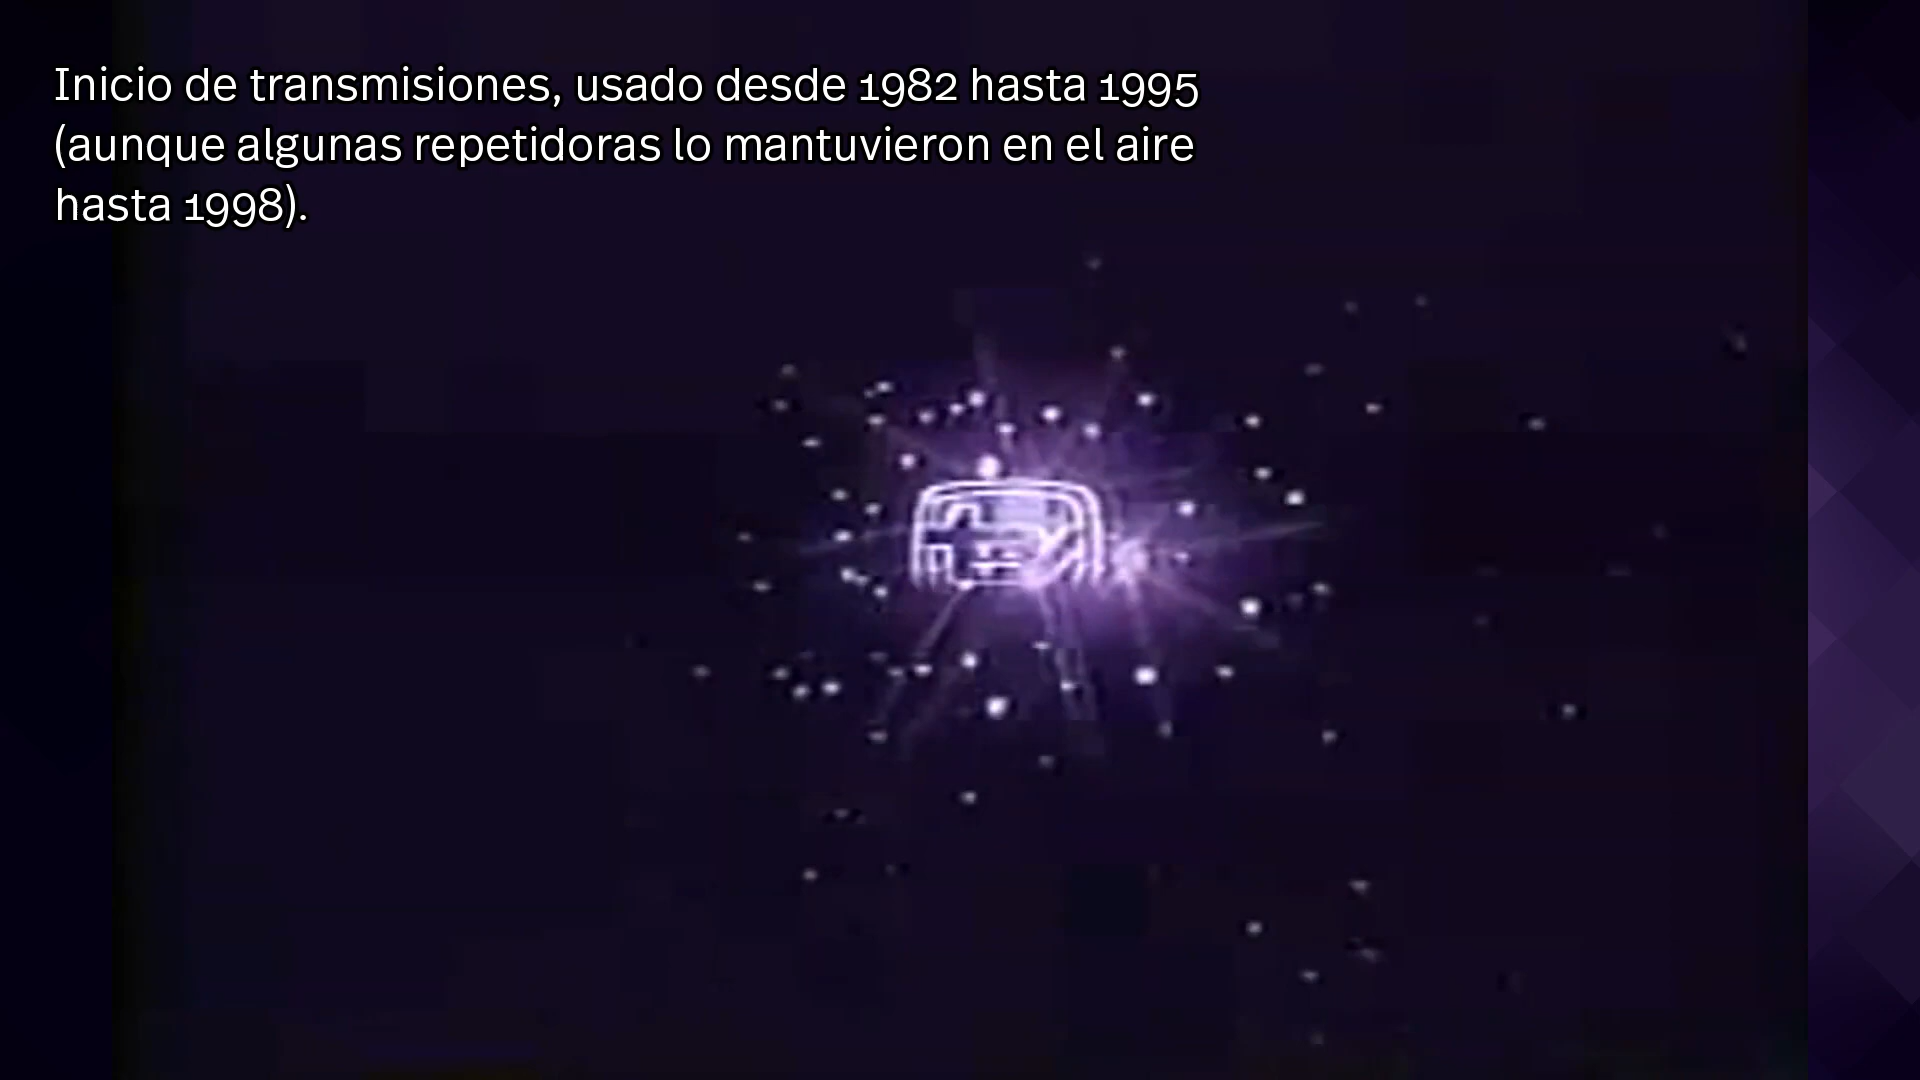 Inicio de transmisiones, usado desde 1982 hasta 1995
(aunque algunas repetidoras lo mantuvieron en el aire
hasta 1998).